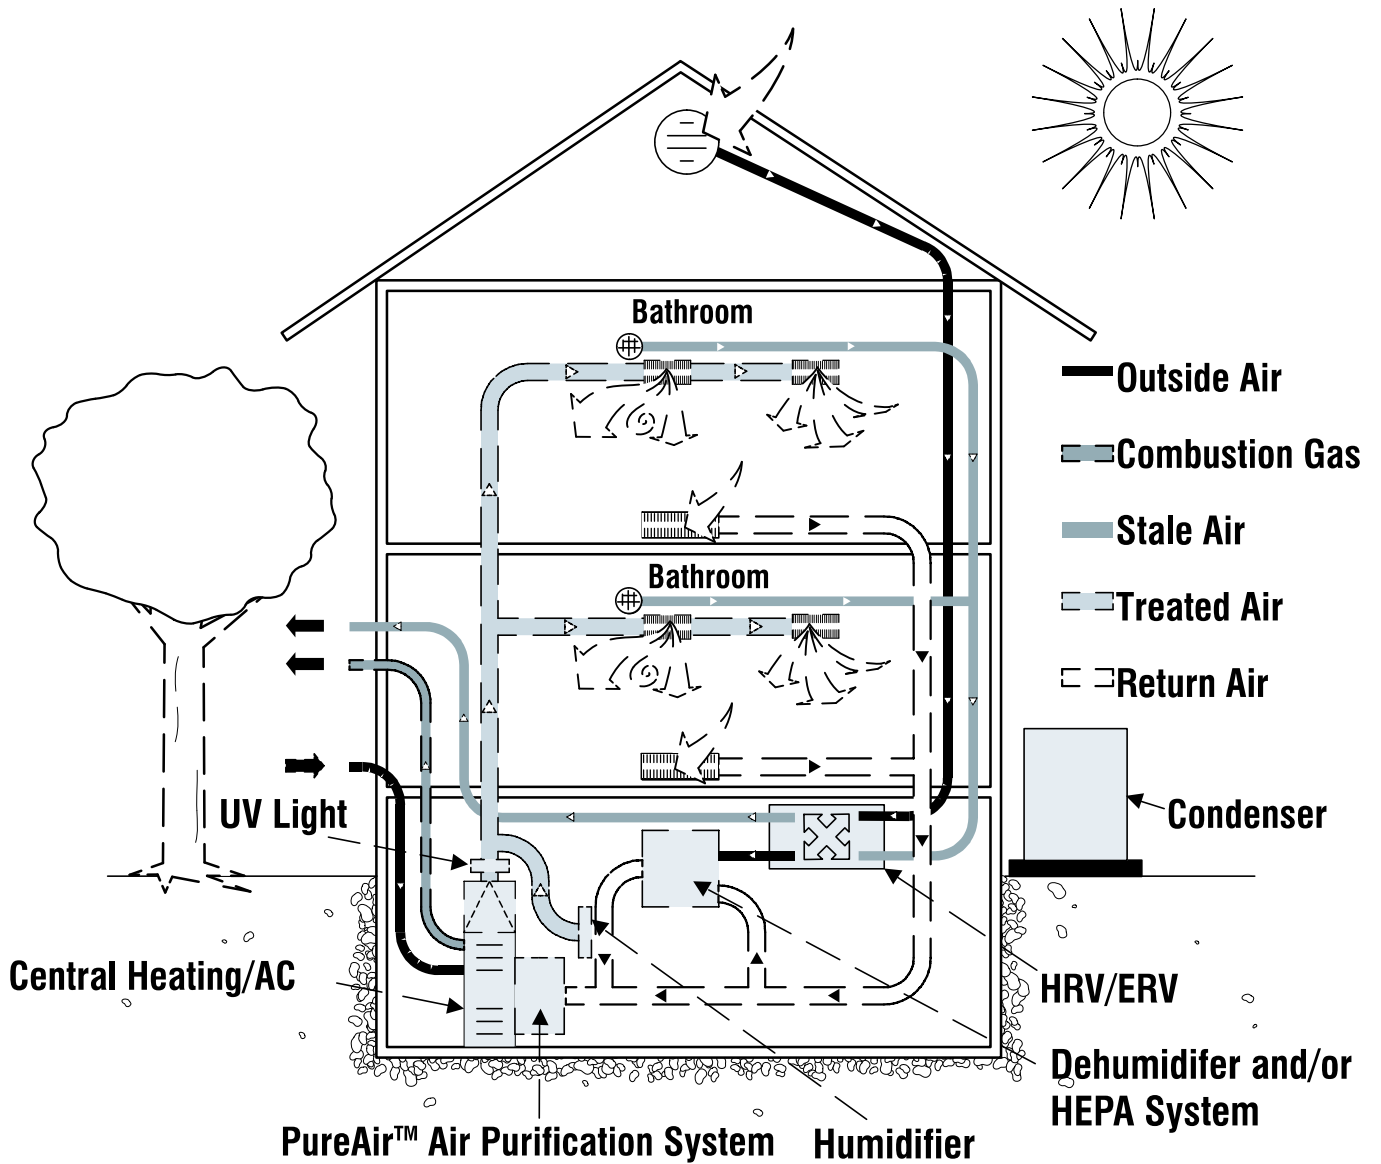 Bathroom
Outside Air
Combustion Gas
Stale Air
Bathroom
Treated Air
Return Air
UV Light
Condenser
Central Heating/AC
HRV/ERV
Dehumidifer and/or
HEPA System
PureAir™ Air Purification System
Humidifier